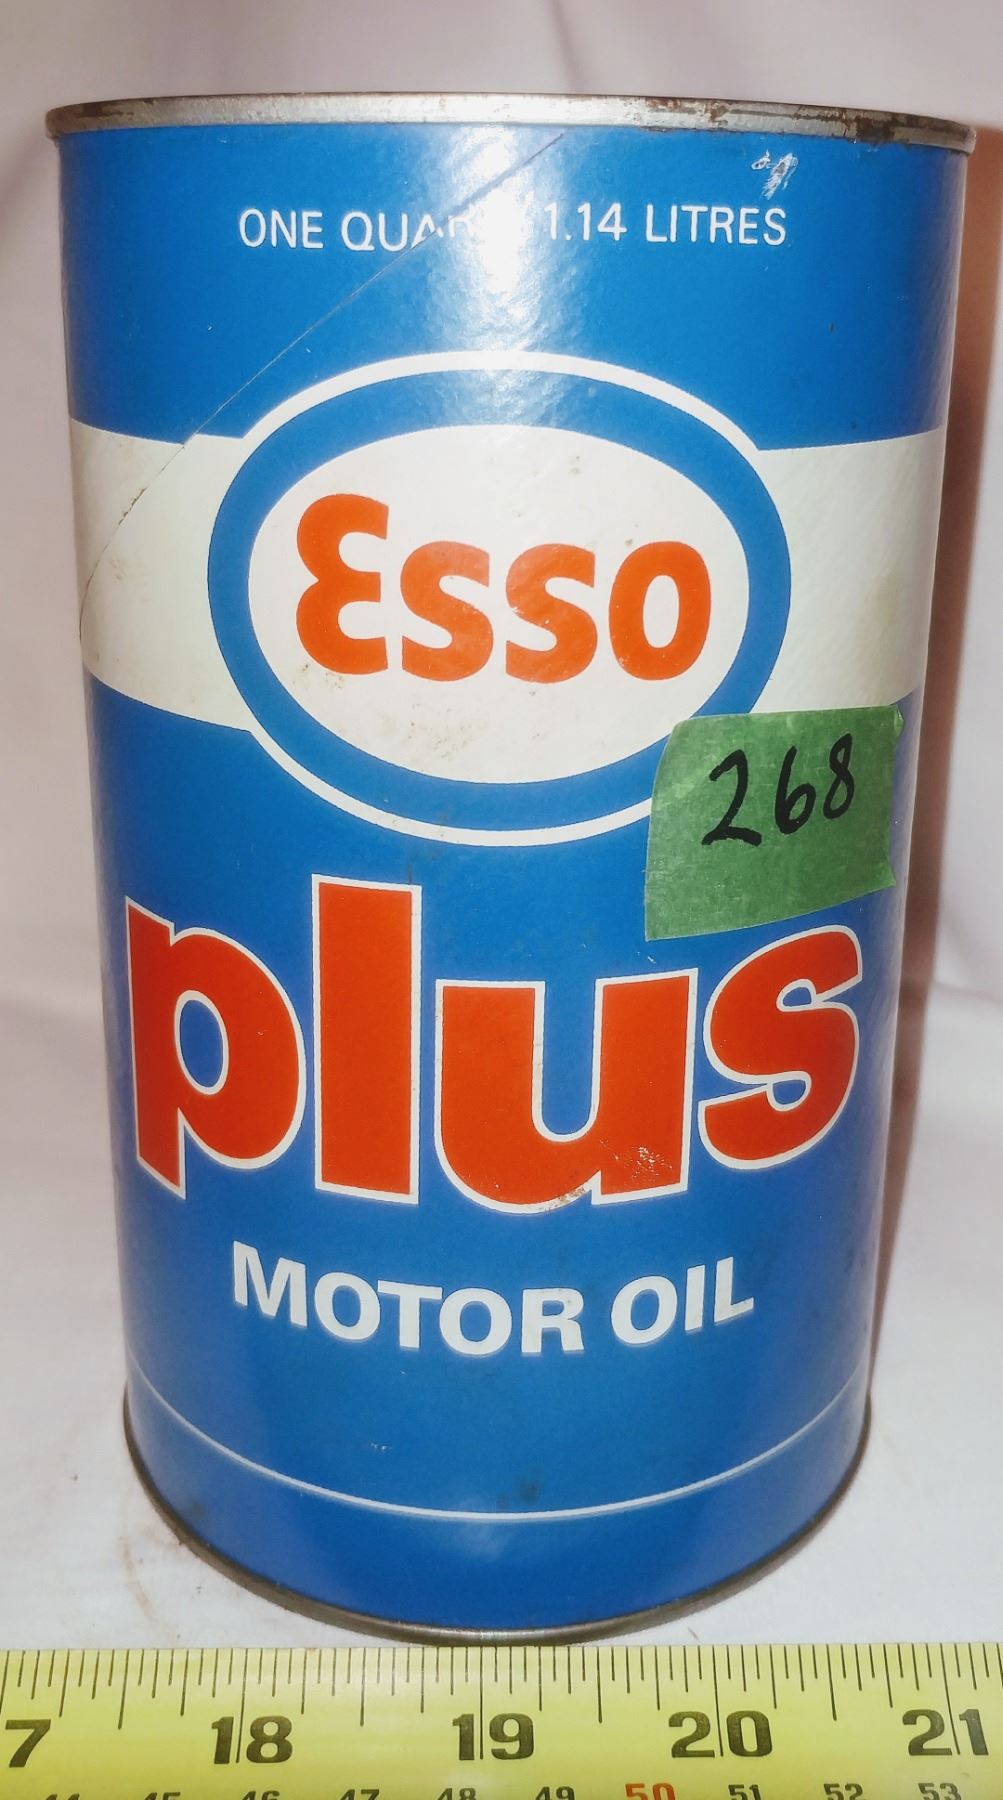 ONE QUART 1.14 LITRES
Esso
268
plus
MOTOR OIL
7 18 19 20 21
45 46 47 48 49 50 51 52 53